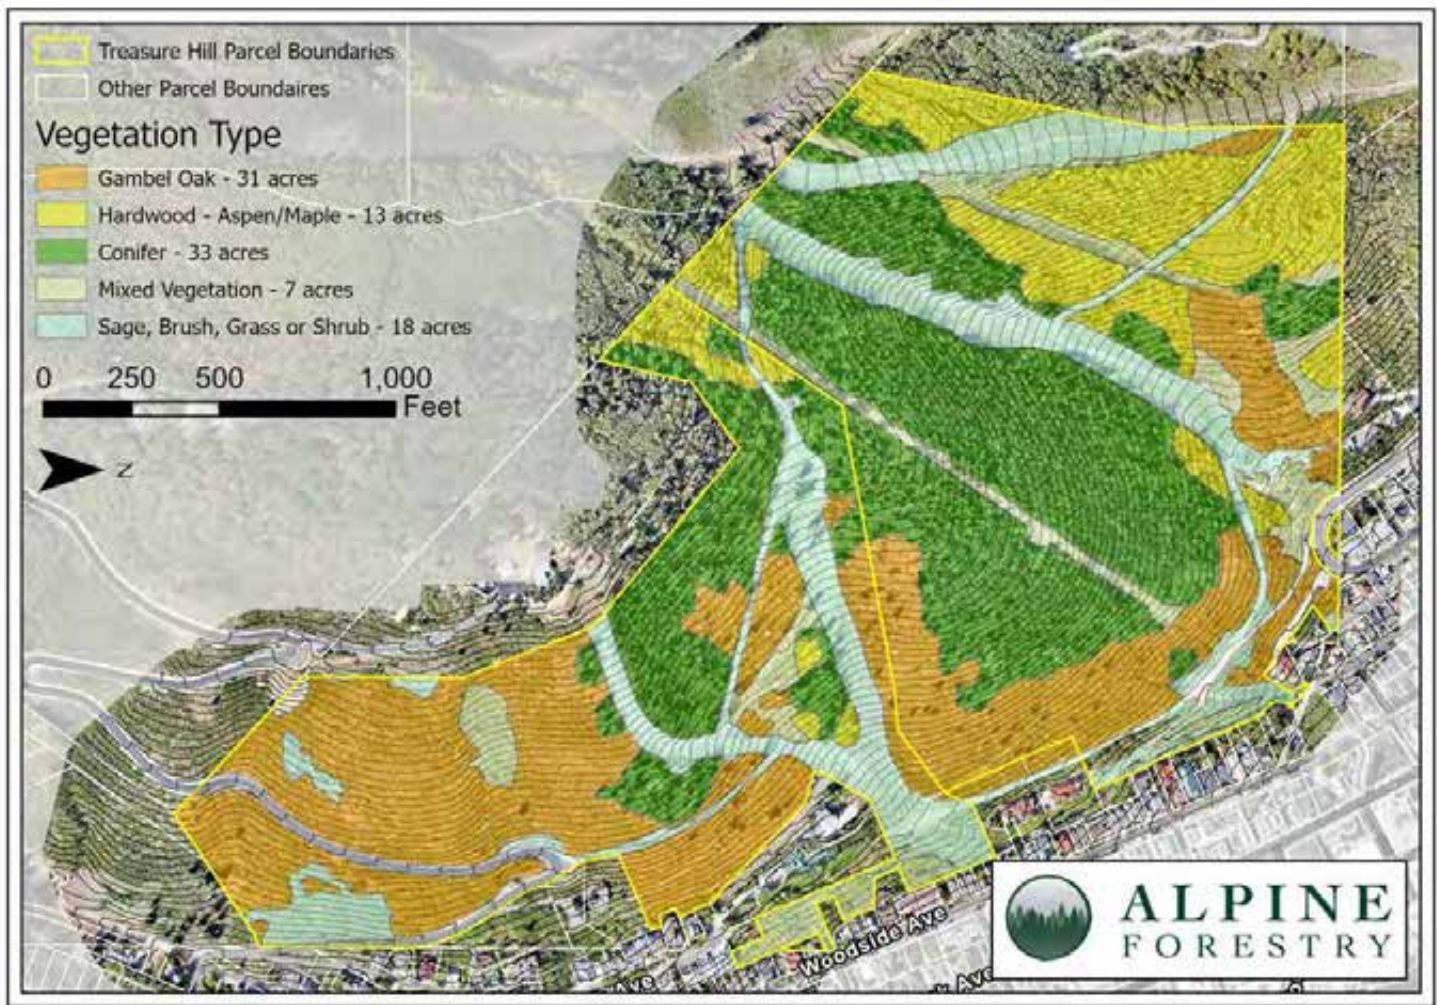 Treasure Hill Parcel Boundaries
Other Parcel Boundaires
Vegetation Type
Gambel Oak - 31 acres
Hardwood - Aspen/Maple - 13 acres
Conifer - 33 acres
Mixed Vegetation - 7 acres
Sage, Brush, Grass or Shrub - 18 acres
0 250 500 1,000
Feet
N
Woodside Ave
Ave
k Ave
ALPINE
FORESTRY